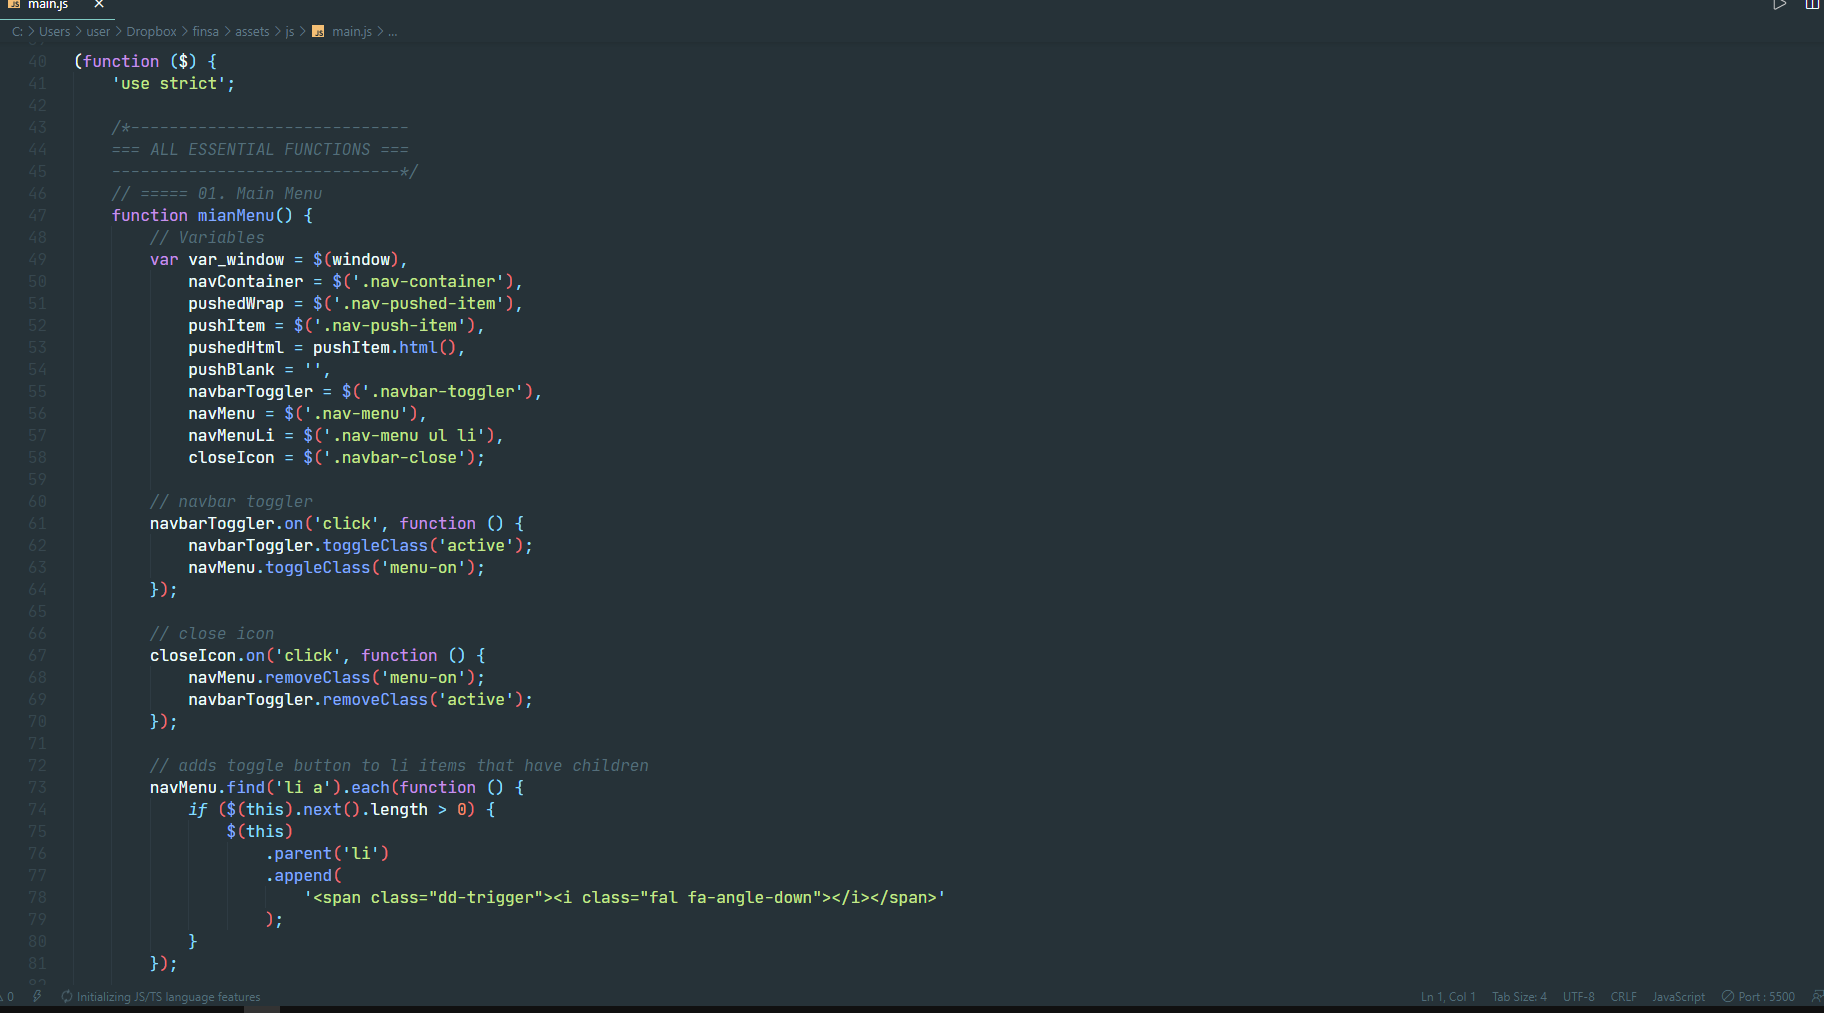 JS main.js ×
C: > Users > user > Dropbox > finsa > assets > js > JS main.js > ...
40 (function ($) {
41 'use strict';
42
43 /*-----------------------------
44 === ALL ESSENTIAL FUNCTIONS ===
45 ------------------------------*/
46 // ===== 01. Main Menu
47 function mianMenu() {
48 // Variables
49 var var_window = $(window),
50 navContainer = $('.nav-container'),
51 pushedWrap = $('.nav-pushed-item'),
52 pushItem = $('.nav-push-item'),
53 pushedHtml = pushItem.html(),
54 pushBlank = '',
55 navbarToggler = $('.navbar-toggler'),
56 navMenu = $('.nav-menu'),
57 navMenuLi = $('.nav-menu ul li'),
58 closeIcon = $('.navbar-close');
59
60 // navbar toggler
61 navbarToggler.on('click', function () {
62 navbarToggler.toggleClass('active');
63 navMenu.toggleClass('menu-on');
64 });
65
66 // close icon
67 closeIcon.on('click', function () {
68 navMenu.removeClass('menu-on');
69 navbarToggler.removeClass('active');
70 });
71
72 // adds toggle button to li items that have children
73 navMenu.find('li a').each(function () {
74 if ($(this).next().length > 0) {
75 $(this)
76 .parent('li')
77 .append(
78 '<span class="dd-trigger"><i class="fal fa-angle-down"></i></span>'
79 );
80 }
81 });
82
0 Initializing JS/TS language features Ln 1, Col 1 Tab Size: 4 UTF-8 CRLF JavaScript Port : 5500